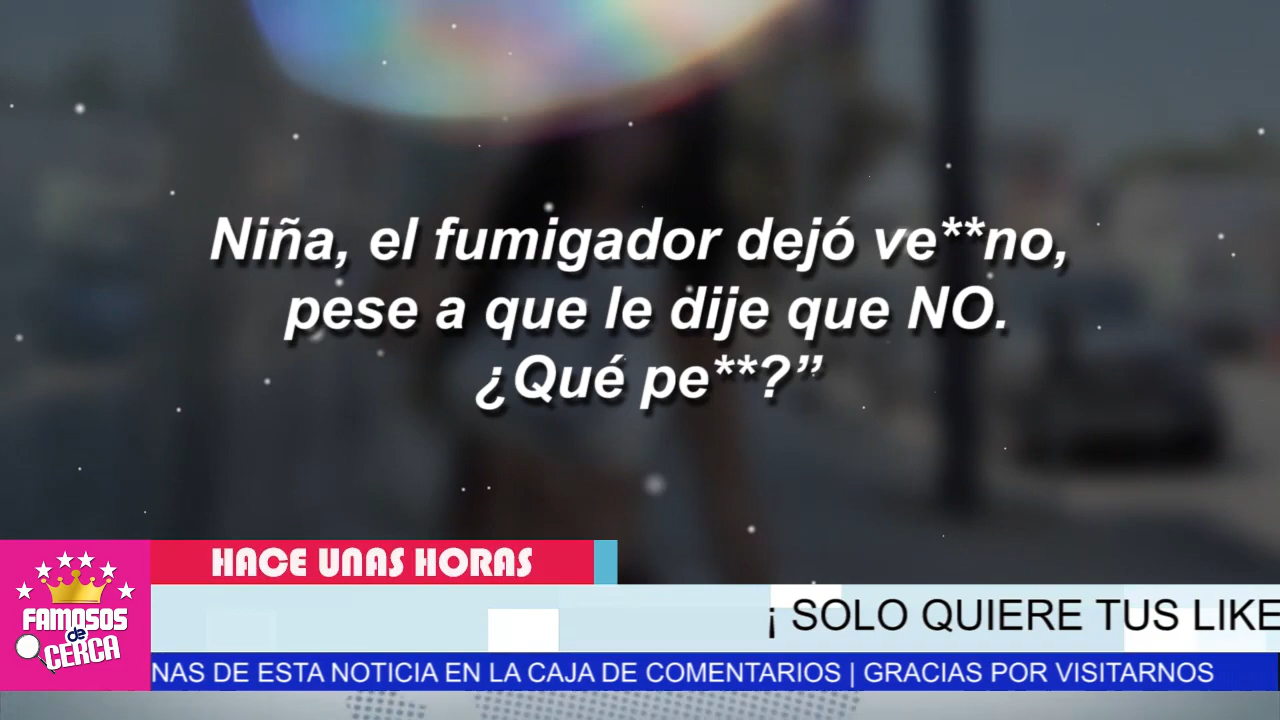 Niña, el fumigador dejó ve**no,
pese a que le dije que NO.
¿Qué pe**?”
HACE UNAS HORAS
FAMOSOS
de
CERCA
¡ SOLO QUIERE TUS LIKE
NAS DE ESTA NOTICIA EN LA CAJA DE COMENTARIOS | GRACIAS POR VISITARNOS